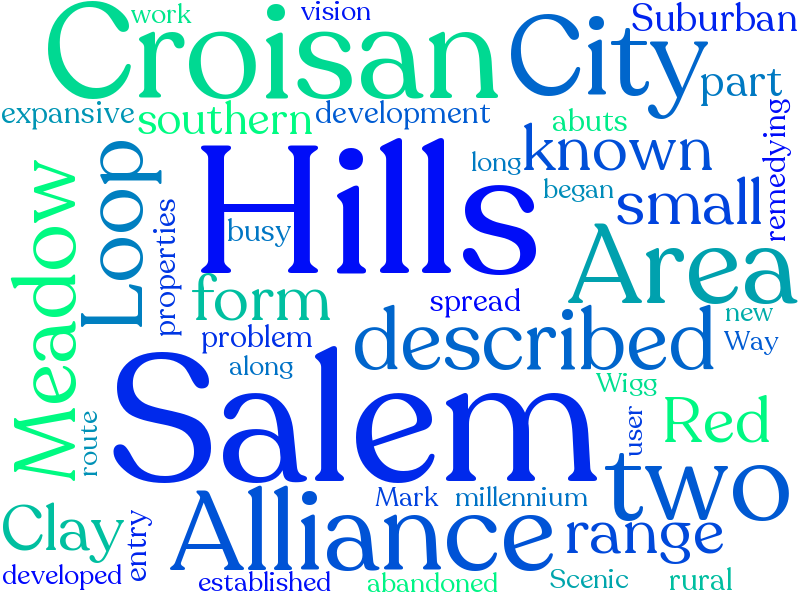 work
vision
Croisan
City
Suburban
part
expansive
southern
development
abuts
remedying
long
known
began
small
Loop
Hills
Meadow
properties
busy
Area
form
spread
described
new
Way
problem
along
Salem
Wigg
Red
user
route
two
Mark
millennium
Clay
entry
Alliance
range
developed
established
abandoned
Scenic
rural